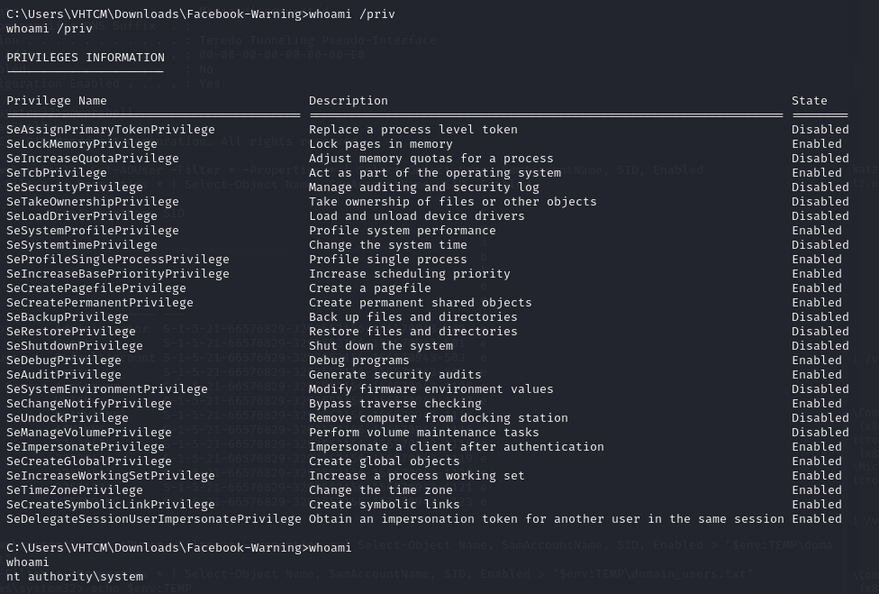 C:\Users\VHTCM\Downloads\Facebook-Warning>whoami /priv
whoami /priv
PRIVILEGES INFORMATION
Privilege Name Description State
SeAssignPrimaryTokenPrivilege Replace a process level token Disabled
SeLockMemoryPrivilege Lock pages in memory Enabled
SeIncreaseQuotaPrivilege Adjust memory quotas for a process Disabled
SeTcbPrivilege Act as part of the operating system Enabled
SeSecurityPrivilege Manage auditing and security log Disabled
SeTakeOwnershipPrivilege Take ownership of files or other objects Disabled
SeLoadDriverPrivilege Load and unload device drivers Disabled
SeSystemProfilePrivilege Profile system performance Enabled
SeSystemtimePrivilege Change the system time Disabled
SeProfileSingleProcessPrivilege Profile single process Enabled
SeIncreaseBasePriorityPrivilege Increase scheduling priority Enabled
SeCreatePagefilePrivilege Create a pagefile Enabled
SeCreatePermanentPrivilege Create permanent shared objects Enabled
SeBackupPrivilege Back up files and directories Disabled
SeRestorePrivilege Restore files and directories Disabled
SeShutdownPrivilege Shut down the system Disabled
SeDebugPrivilege Debug programs Enabled
SeAuditPrivilege Generate security audits Enabled
SeSystemEnvironmentPrivilege Modify firmware environment values Disabled
SeChangeNotifyPrivilege Bypass traverse checking Enabled
SeUndockPrivilege Remove computer from docking station Disabled
SeManageVolumePrivilege Perform volume maintenance tasks Disabled
SeImpersonatePrivilege Impersonate a client after authentication Enabled
SeCreateGlobalPrivilege Create global objects Enabled
SeIncreaseWorkingSetPrivilege Increase a process working set Enabled
SeTimeZonePrivilege Change the time zone Enabled
SeCreateSymbolicLinkPrivilege Create symbolic links Enabled
SeDelegateSessionUserImpersonatePrivilege Obtain an impersonation token for another user in the same session Enabled
C:\Users\VHTCM\Downloads\Facebook-Warning>whoami
whoami
nt authority\system